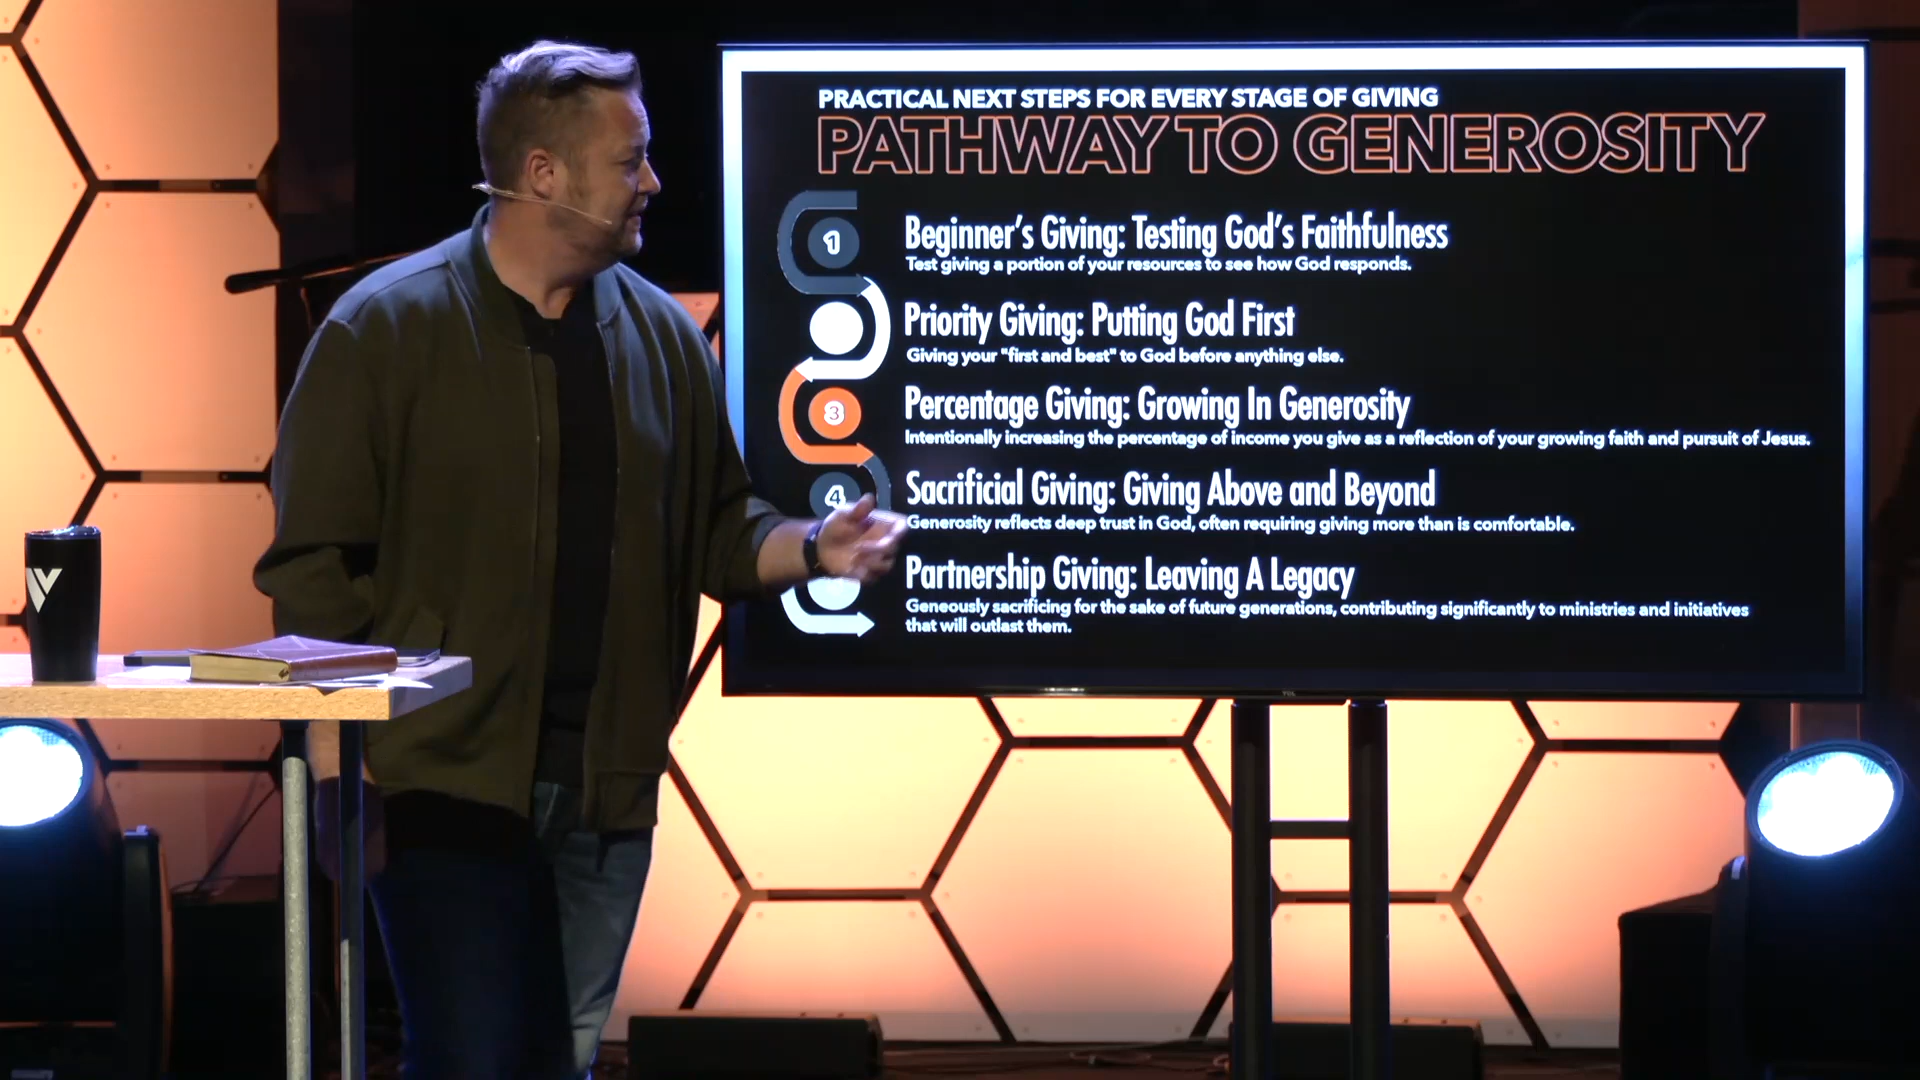 PRACTICAL NEXT STEPS FOR EVERY STAGE OF GIVING
PATHWAY TO GENEROSITY
1
Beginner's Giving: Testing God's Faithfulness
Test giving a portion of your resources to see how God responds.
Priority Giving: Putting God First
Giving your "first and best" to God before anything else.
3
Percentage Giving: Growing In Generosity
Intentionally increasing the percentage of income you give as a reflection of your growing faith and pursuit of Jesus.
4
Sacrificial Giving: Giving Above and Beyond
Generosity reflects deep trust in God, often requiring giving more than is comfortable.
Partnership Giving: Leaving A Legacy
Geneously sacrificing for the sake of future generations, contributing significantly to ministries and initiatives
that will outlast them.
TCL